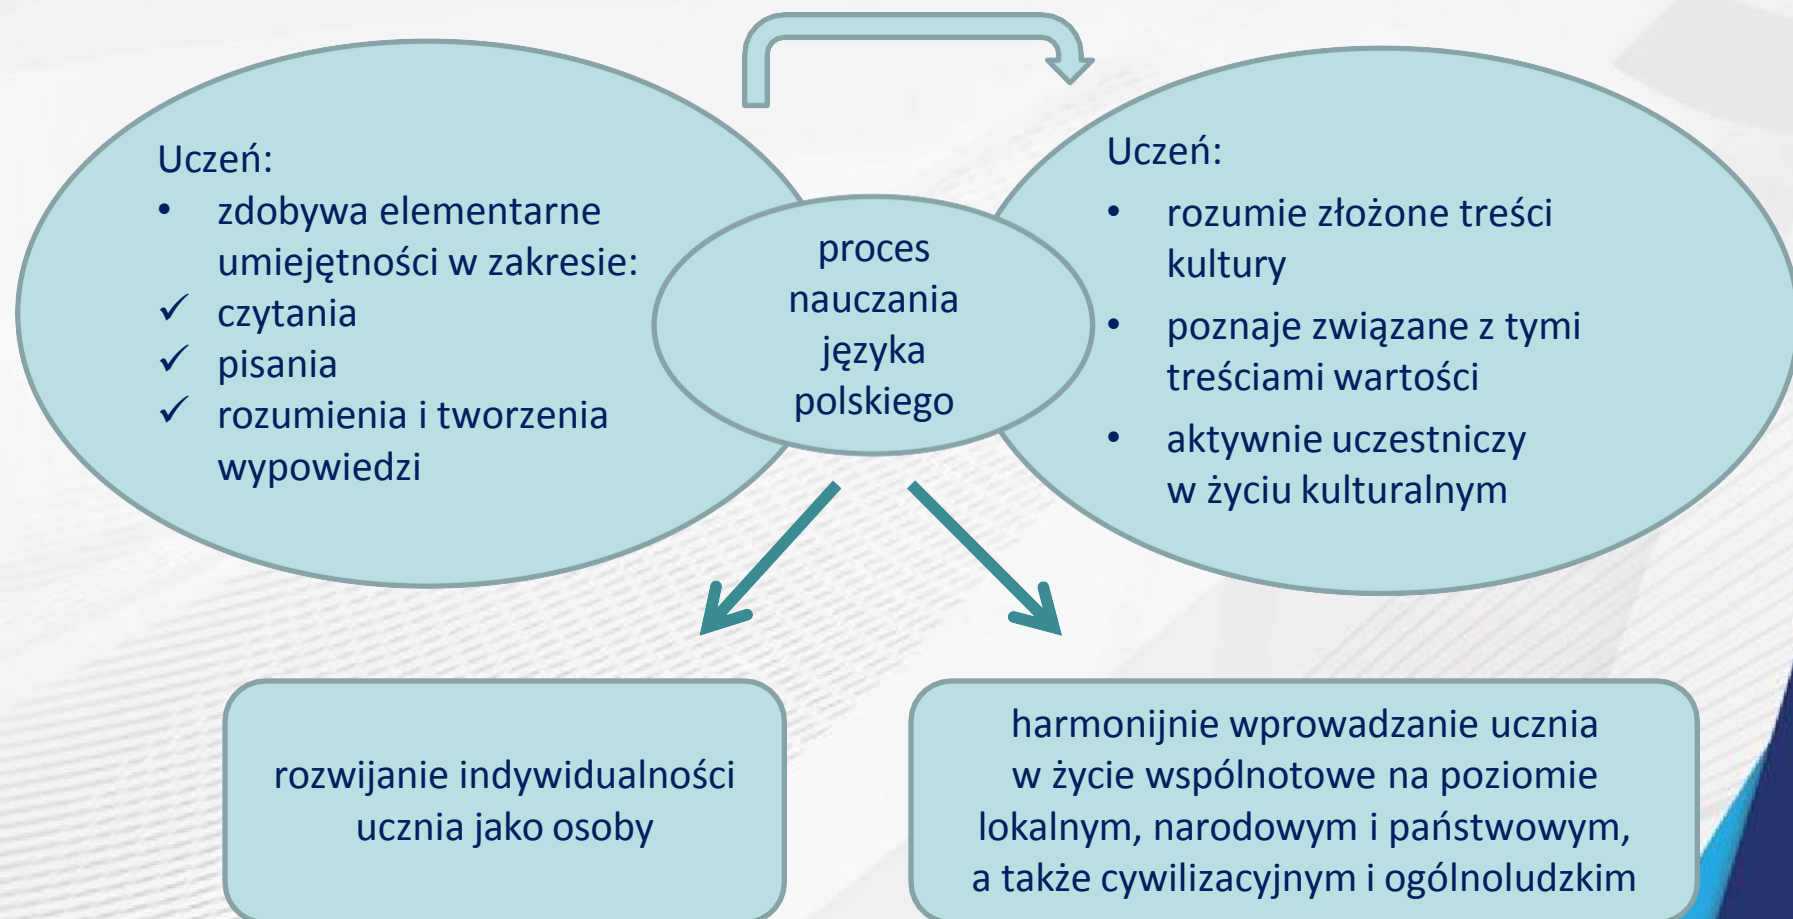 Uczeń:
• zdobywa elementarne
umiejętności w zakresie:
✓ czytania
✓ pisania
✓ rozumienia i tworzenia
wypowiedzi
proces
nauczania
języka
polskiego
Uczeń:
• rozumie złożone treści
kultury
• poznaje związane z tymi
treściami wartości
• aktywnie uczestniczy
w życiu kulturalnym
rozwijanie indywidualności
ucznia jako osoby
harmonijnie wprowadzanie ucznia
w życie wspólnotowe na poziomie
lokalnym, narodowym i państwowym,
a także cywilizacyjnym i ogólnoludzkim